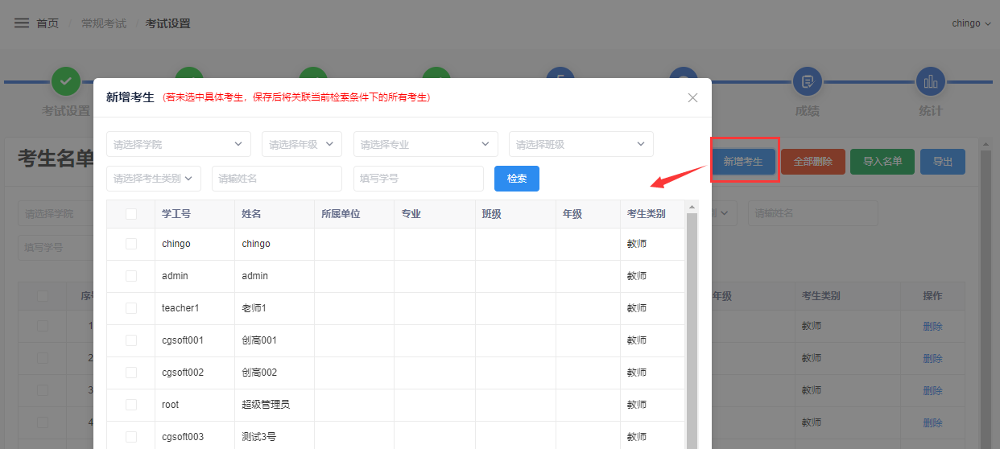 首页 / 常规考试 / 考试设置
chingo
考试设置
成绩
统计
考生名单
新增考生
全部删除
导入名单
导出
请选择学院
请输姓名
填写学号
年级
考生类别
操作
1
教师
删除
2
教师
删除
3
教师
删除
4
教师
删除
新增考生 (若未选中具体考生，保存后将关联当前检索条件下的所有考生)
请选择学院
请选择年级
请选择专业
请选择班级
请选择考生类别
请输姓名
填写学号
检索
学工号 姓名 所属单位 专业 班级 年级 考生类别
chingo chingo 教师
admin admin 教师
teacher1 老师1 教师
cgsoft001 创高001 教师
cgsoft002 创高002 教师
root 超级管理员 教师
cgsoft003 测试3号 教师